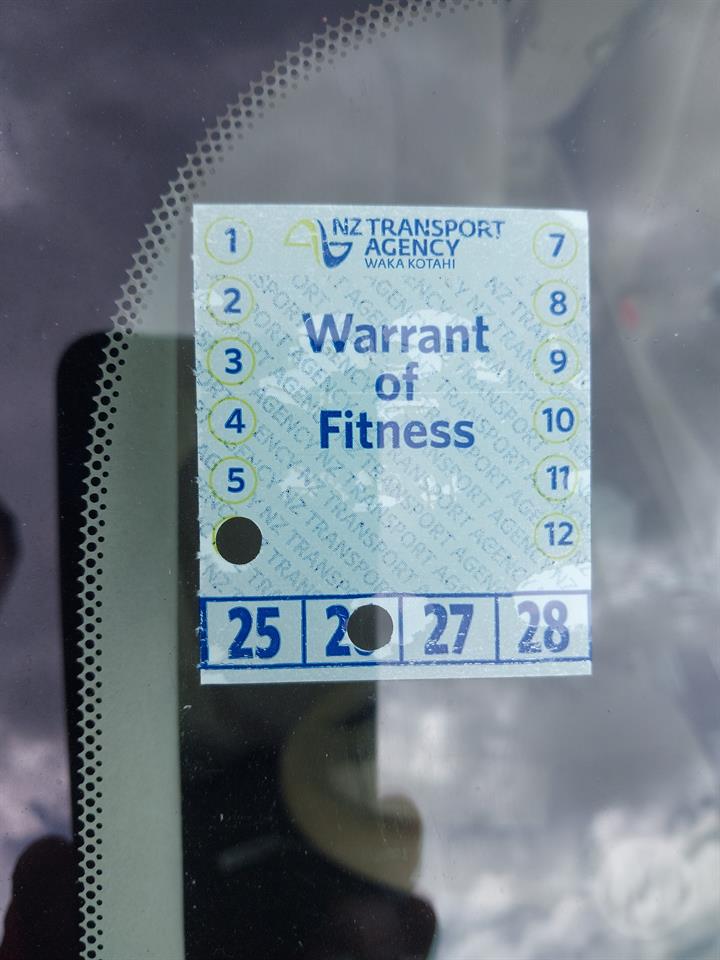 NZ TRANSPORT
AGENCY
WAKA KOTAHI
Warrant
of
Fitness
1
2
3
4
5
7
8
9
10
11
12
25 27 28